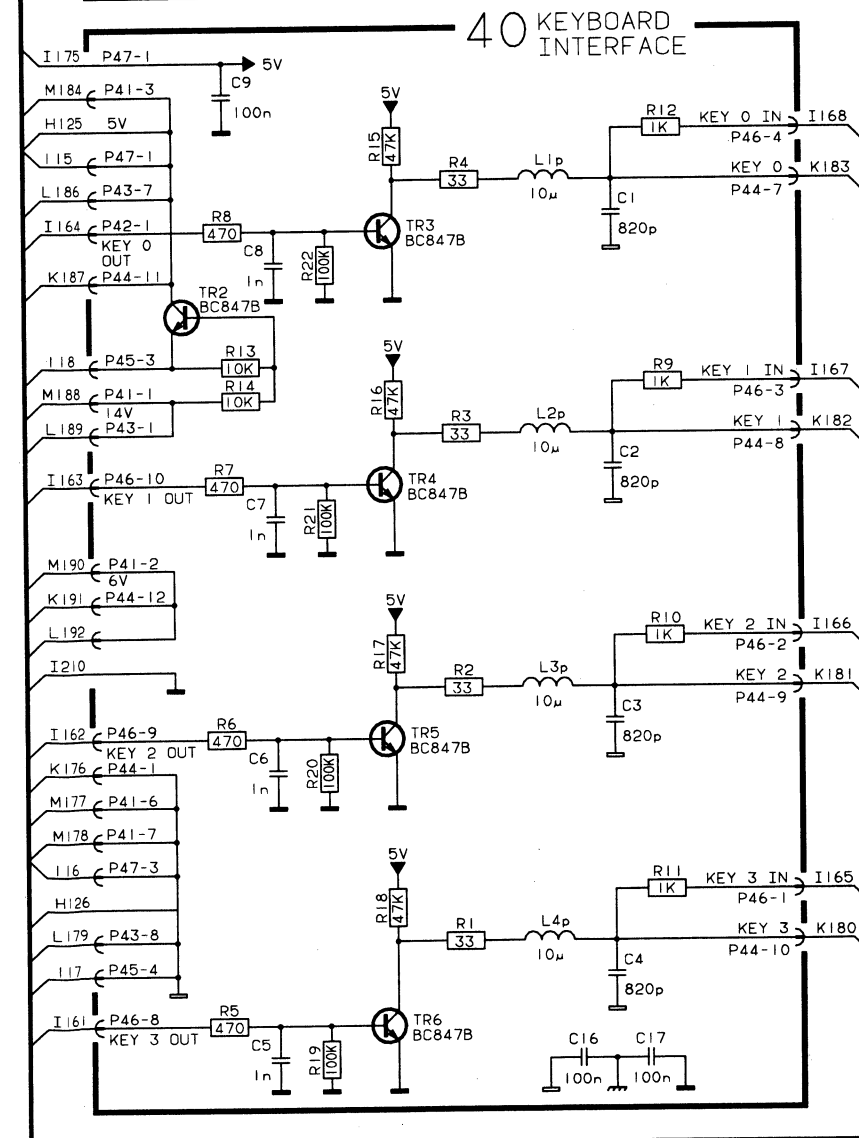 40 KEYBOARD
INTERFACE
I175 P47-1
5V
C9
100n
M184 P41-3
H125 5V
I15 P47-1
L186 P43-7
I164 P42-1
KEY 0
OUT
K187 P44-11
R8
470
C8
1n
R22
100K
5V
R15
47K
TR3
BC847B
R4
33
L1p
10µ
C1
820p
R12
1K
KEY 0 IN
P46-4
I168
KEY 0
P44-7
K183
TR2
BC847B
I18 P45-3
R13
10K
M188 P41-1
14V
R14
10K
L189 P43-1
I163 P46-10
KEY 1 OUT
R7
470
C7
1n
R21
100K
5V
R16
47K
TR4
BC847B
R3
33
L2p
10µ
C2
820p
R9
1K
KEY 1 IN
P46-3
I167
KEY 1
P44-8
K182
M190 P41-2
6V
K191 P44-12
L192
I210
I162 P46-9
KEY 2 OUT
R6
470
C6
1n
R20
100K
5V
R17
47K
TR5
BC847B
R2
33
L3p
10µ
C3
820p
R10
1K
KEY 2 IN
P46-2
I166
KEY 2
P44-9
K181
K176 P44-1
M177 P41-6
M178 P41-7
I16 P47-3
H126
L179 P43-8
I17 P45-4
I161 P46-8
KEY 3 OUT
R5
470
C5
1n
R19
100K
5V
R18
47K
TR6
BC847B
R1
33
L4p
10µ
C4
820p
R11
1K
KEY 3 IN
P46-1
I165
KEY 3
P44-10
K180
C16
100n
C17
100n